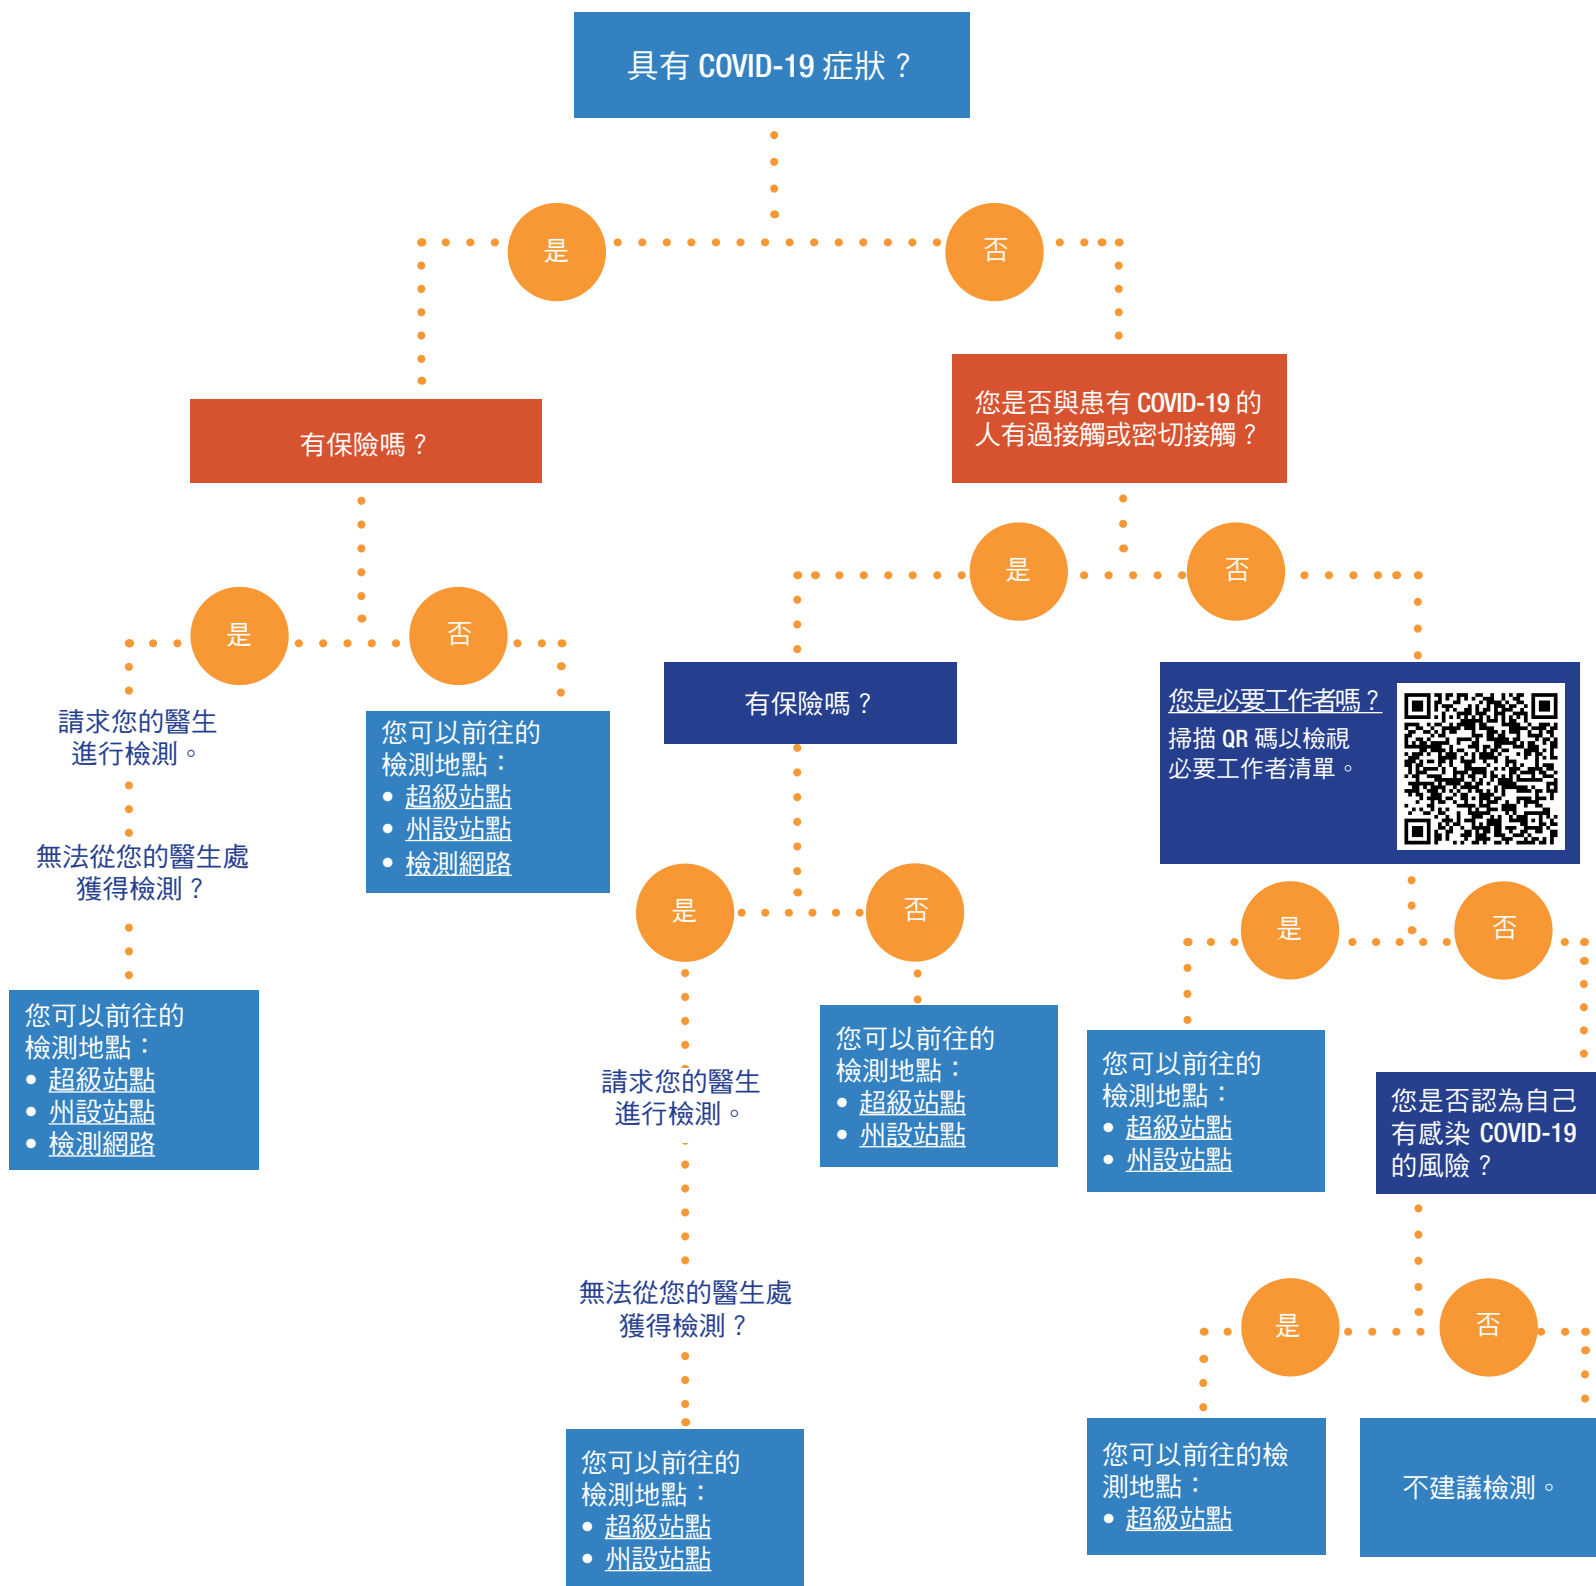 具有 COVID-19 症狀？
是
否
有保險嗎？
您是否與患有 COVID-19 的
人有過接觸或密切接觸？
是
否
是
否
請求您的醫生
進行檢測。
無法從您的醫生處
獲得檢測？
您可以前往的
檢測地點：
• 超級站點
• 州設站點
• 檢測網路
您可以前往的
檢測地點：
• 超級站點
• 州設站點
• 檢測網路
有保險嗎？
您是必要工作者嗎？
掃描 QR 碼以檢視
必要工作者清單。
是
否
是
否
請求您的醫生
進行檢測。
無法從您的醫生處
獲得檢測？
您可以前往的
檢測地點：
• 超級站點
• 州設站點
您可以前往的
檢測地點：
• 超級站點
• 州設站點
您可以前往的
檢測地點：
• 超級站點
• 州設站點
您是否認為自己
有感染 COVID-19
的風險？
是
否
您可以前往的檢
測地點：
• 超級站點
不建議檢測。